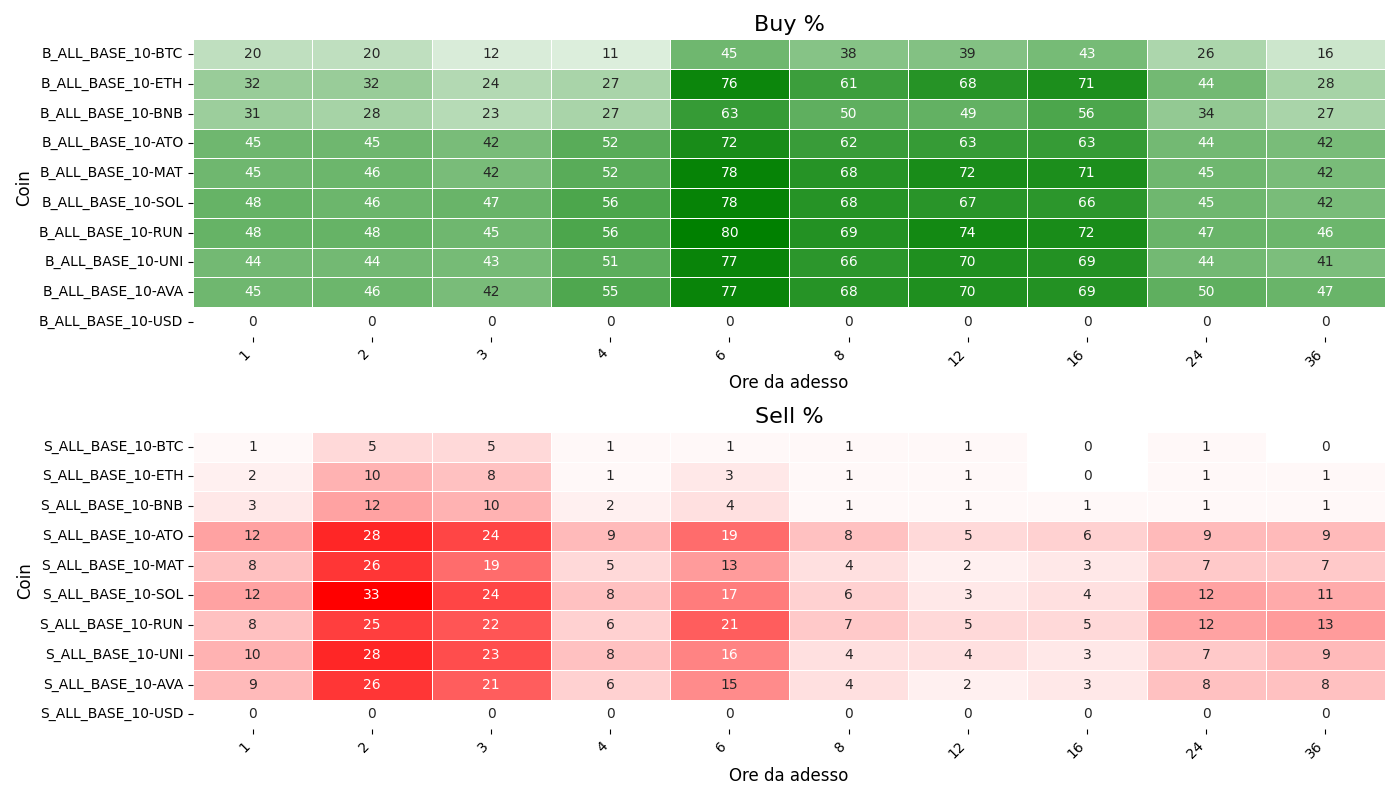 Buy %
Coin
B_ALL_BASE_10-BTC 20 20 12 11 45 38 39 43 26 16
B_ALL_BASE_10-ETH 32 32 24 27 76 61 68 71 44 28
B_ALL_BASE_10-BNB 31 28 23 27 63 50 49 56 34 27
B_ALL_BASE_10-ATO 45 45 42 52 72 62 63 63 44 42
B_ALL_BASE_10-MAT 45 46 42 52 78 68 72 71 45 42
B_ALL_BASE_10-SOL 48 46 47 56 78 68 67 66 45 42
B_ALL_BASE_10-RUN 48 48 45 56 80 69 74 72 47 46
B_ALL_BASE_10-UNI 44 44 43 51 77 66 70 69 44 41
B_ALL_BASE_10-AVA 45 46 42 55 77 68 70 69 50 47
B_ALL_BASE_10-USD 0 0 0 0 0 0 0 0 0 0
1 2 3 4 6 8 12 16 24 36
Ore da adesso
Sell %
Coin
S_ALL_BASE_10-BTC 1 5 5 1 1 1 1 0 1 0
S_ALL_BASE_10-ETH 2 10 8 1 3 1 1 0 1 1
S_ALL_BASE_10-BNB 3 12 10 2 4 1 1 1 1 1
S_ALL_BASE_10-ATO 12 28 24 9 19 8 5 6 9 9
S_ALL_BASE_10-MAT 8 26 19 5 13 4 2 3 7 7
S_ALL_BASE_10-SOL 12 33 24 8 17 6 3 4 12 11
S_ALL_BASE_10-RUN 8 25 22 6 21 7 5 5 12 13
S_ALL_BASE_10-UNI 10 28 23 8 16 4 4 3 7 9
S_ALL_BASE_10-AVA 9 26 21 6 15 4 2 3 8 8
S_ALL_BASE_10-USD 0 0 0 0 0 0 0 0 0 0
1 2 3 4 6 8 12 16 24 36
Ore da adesso